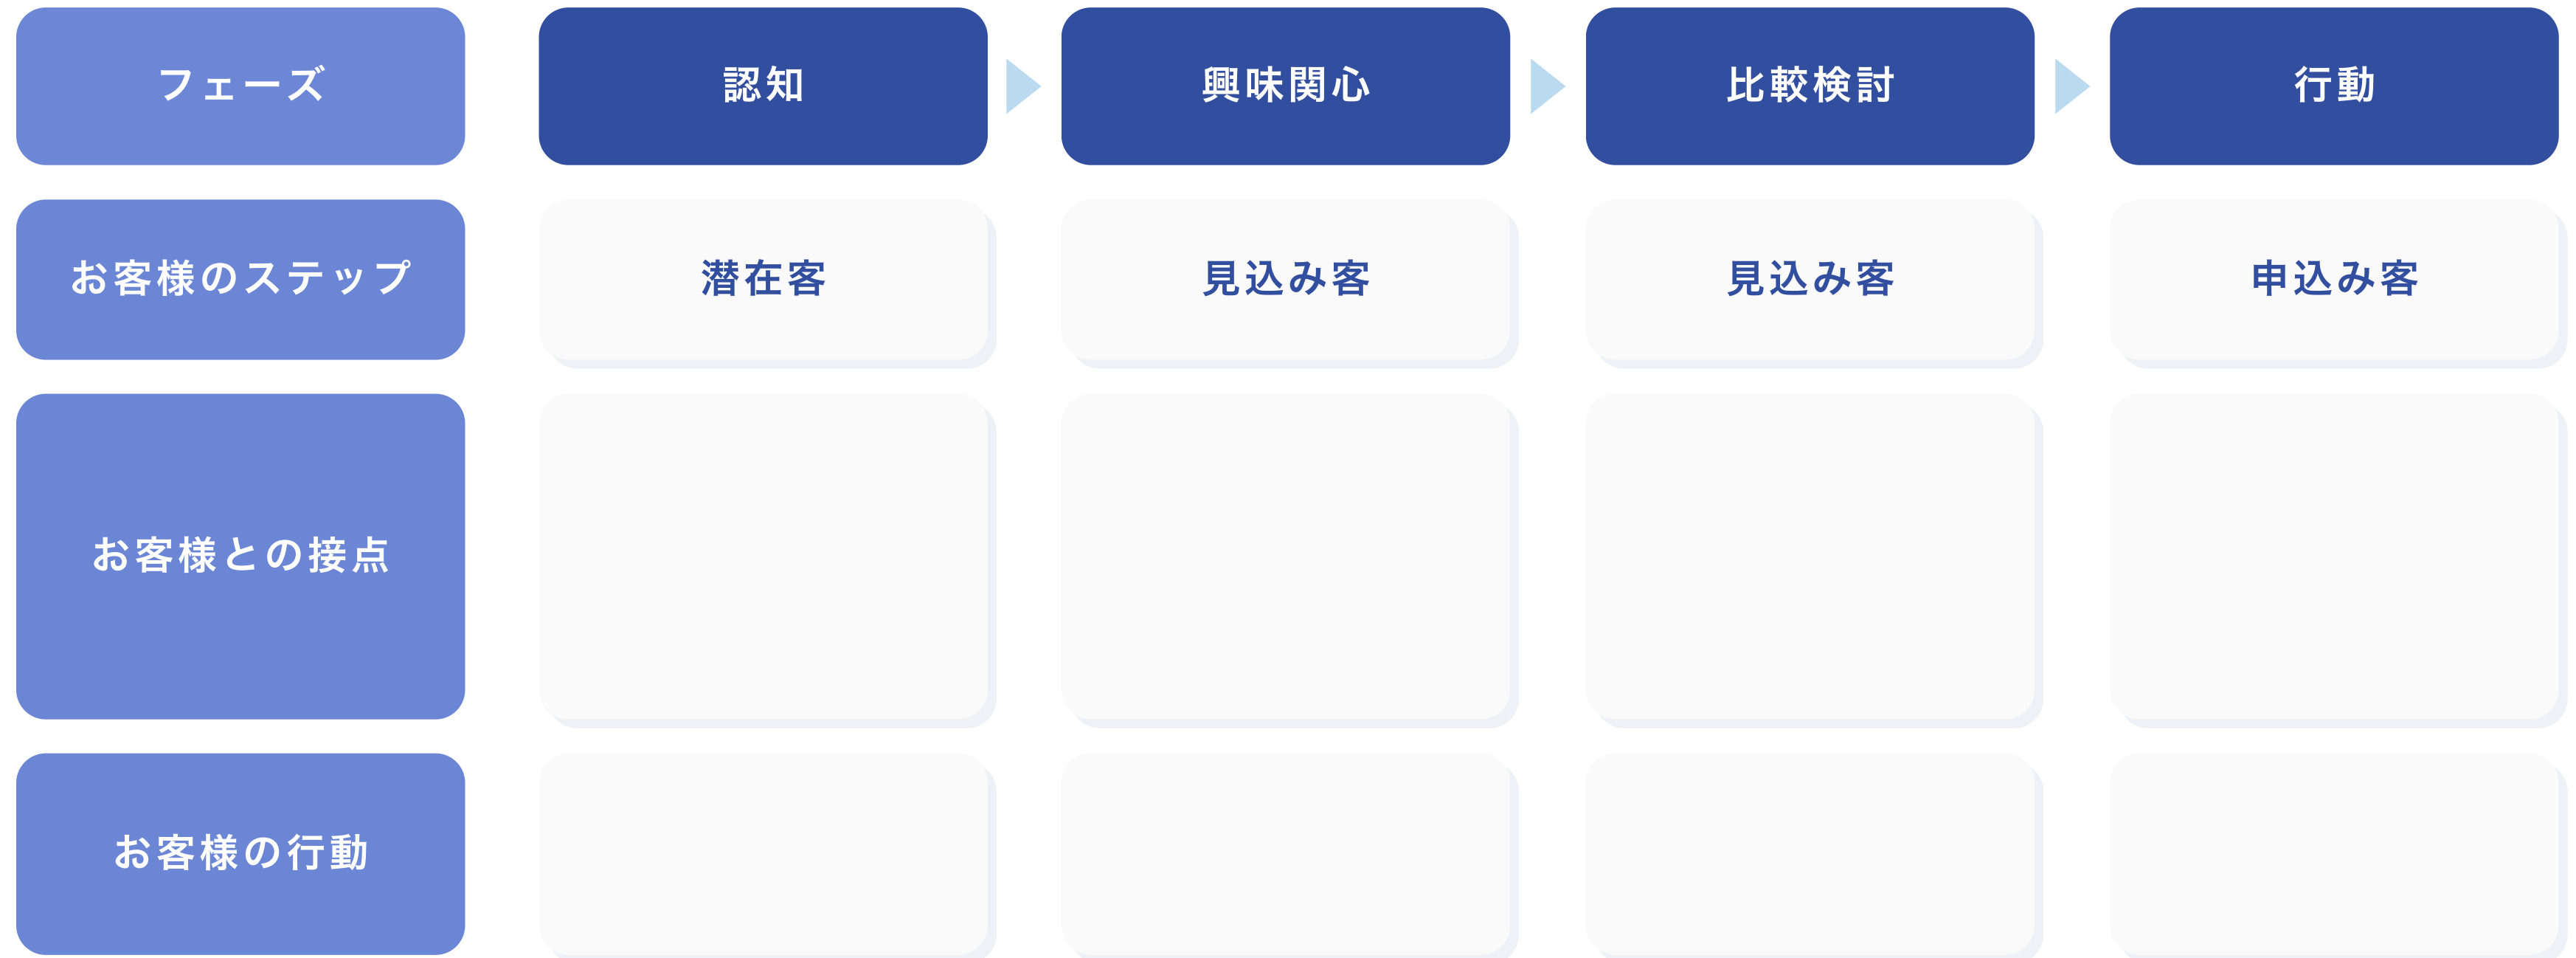 フェーズ
認知
興味関心
比較検討
行動
お客様のステップ
潜在客
見込み客
見込み客
申込み客
お客様との接点
お客様の行動